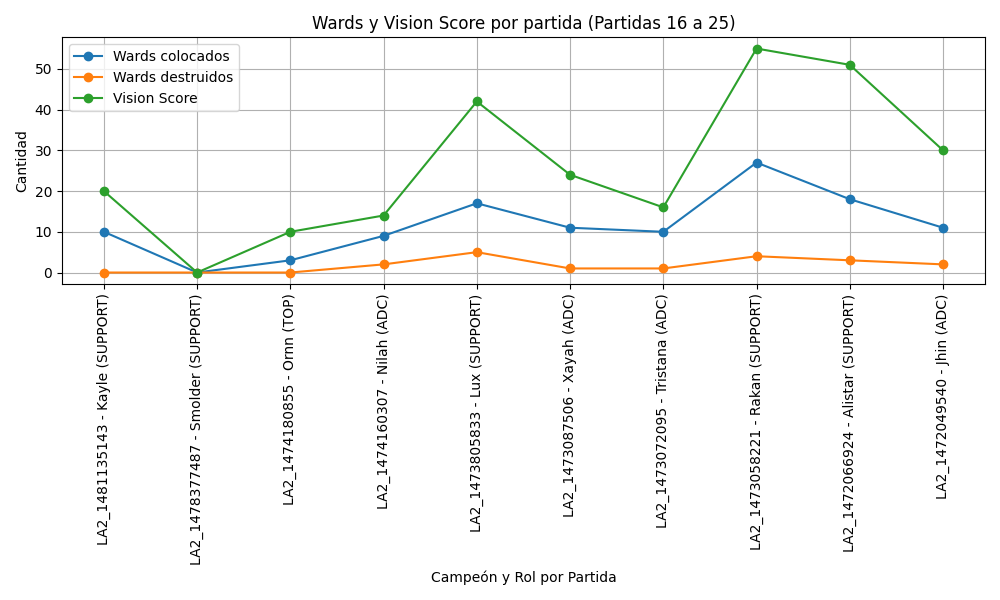 Wards y Vision Score por partida (Partidas 16 a 25)
Wards colocados
Wards destruidos
Vision Score
Cantidad
50
40
30
20
10
0
LA2_1481135143 - Kayle (SUPPORT)
LA2_1478377487 - Smolder (SUPPORT)
LA2_1474180855 - Ornn (TOP)
LA2_1474160307 - Nilah (ADC)
LA2_1473805833 - Lux (SUPPORT)
LA2_1473087506 - Xayah (ADC)
LA2_1473072095 - Tristana (ADC)
LA2_1473058221 - Rakan (SUPPORT)
LA2_1472066924 - Alistar (SUPPORT)
LA2_1472049540 - Jhin (ADC)
Campeón y Rol por Partida